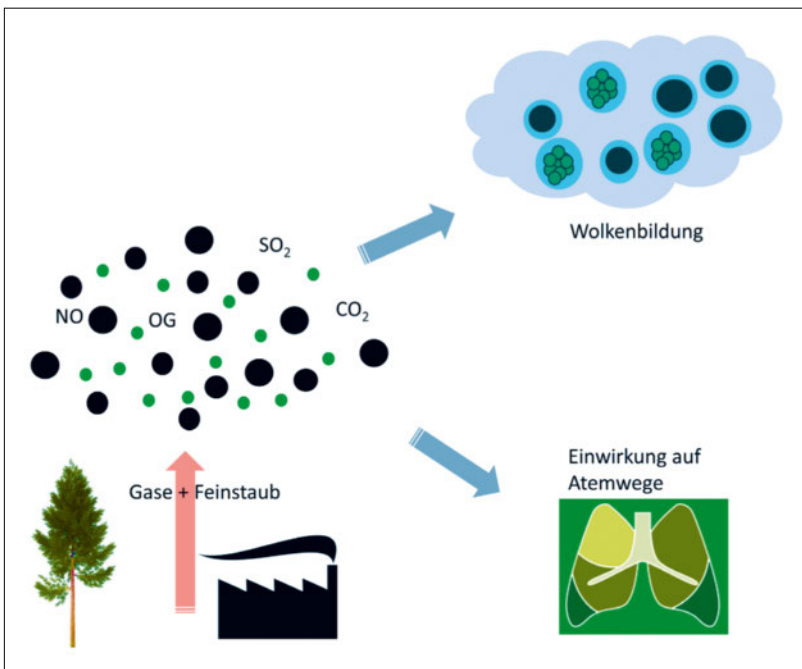 Wolkenbildung
SO₂
NO
OG
CO₂
Gase + Feinstaub
Einwirkung auf
Atemwege